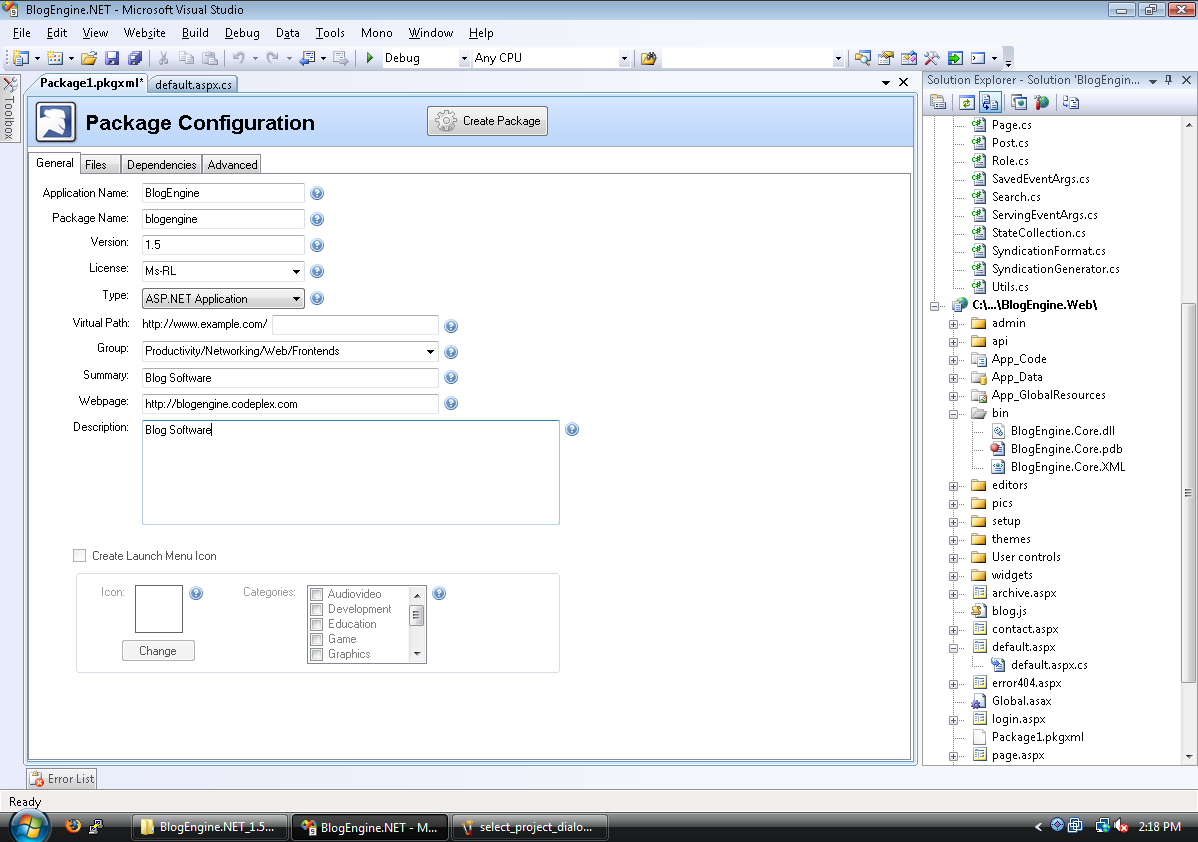 BlogEngine.NET - Microsoft Visual Studio
File Edit View Website Build Debug Data Tools Mono Window Help
Debug Any CPU
Toolbox
Package1.pkgxml* default.aspx.cs
Package Configuration
Create Package
General Files Dependencies Advanced
Application Name: BlogEngine
Package Name: blogengine
Version: 1.5
License: Ms-RL
Type: ASP.NET Application
Virtual Path: http://www.example.com/
Group: Productivity/Networking/Web/Frontends
Summary: Blog Software
Webpage: http://blogengine.codeplex.com
Description: Blog Software
Create Launch Menu Icon
Icon:
Change
Categories:
Audiovideo
Development
Education
Game
Graphics
Solution Explorer - Solution 'BlogEngin...
Page.cs
Post.cs
Role.cs
SavedEventArgs.cs
Search.cs
ServingEventArgs.cs
StateCollection.cs
SyndicationFormat.cs
SyndicationGenerator.cs
Utils.cs
C:\...\BlogEngine.Web\
admin
api
App_Code
App_Data
App_GlobalResources
bin
BlogEngine.Core.dll
BlogEngine.Core.pdb
BlogEngine.Core.XML
editors
pics
setup
themes
User controls
widgets
archive.aspx
blog.js
contact.aspx
default.aspx
default.aspx.cs
error404.aspx
Global.asax
login.aspx
Package1.pkgxml
page.aspx
Error List
Ready
BlogEngine.NET_1.5... BlogEngine.NET - M... select_project_dialo... 2:18 PM